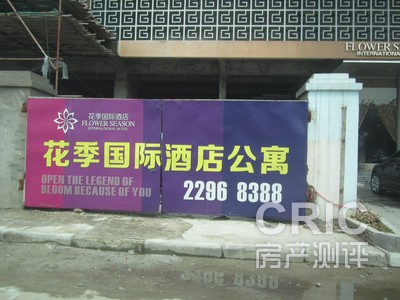 FLOWER SEASON
INTERNATIONAL
花季国际酒店
FLOWER SEASON
INTERNATIONAL HOTEL
花季国际酒店公寓
OPEN THE LEGEND OF
BLOOM BECAUSE OF YOU
2296 8388
CRIC
房产测评